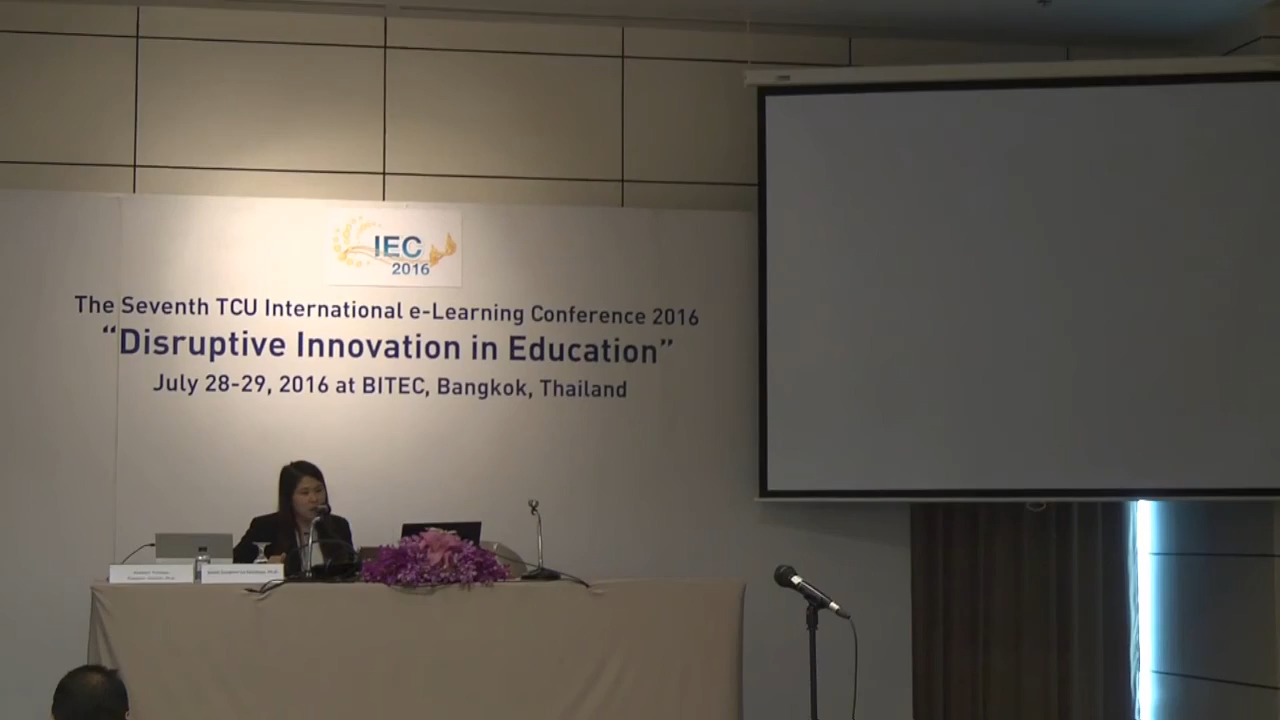 IEC
2016
The Seventh TCU International e-Learning Conference 2016
“Disruptive Innovation in Education”
July 28-29, 2016 at BITEC, Bangkok, Thailand